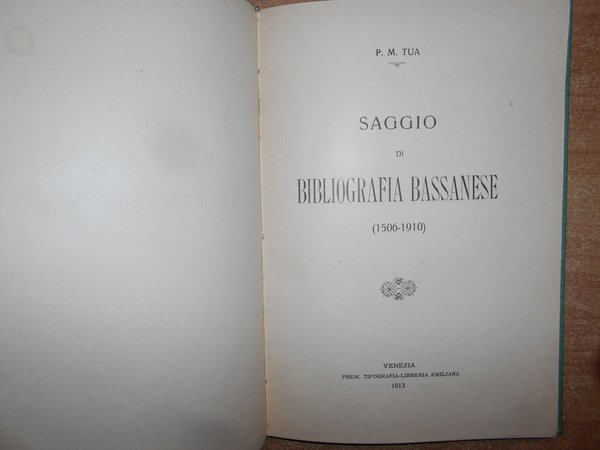 P. M. TUA
SAGGIO
DI
BIBLIOGRAFIA BASSANESE
(1506-1910)
VENEZIA
PREM. TIPOGRAFIA-LIBRERIA EMILIANA
1913